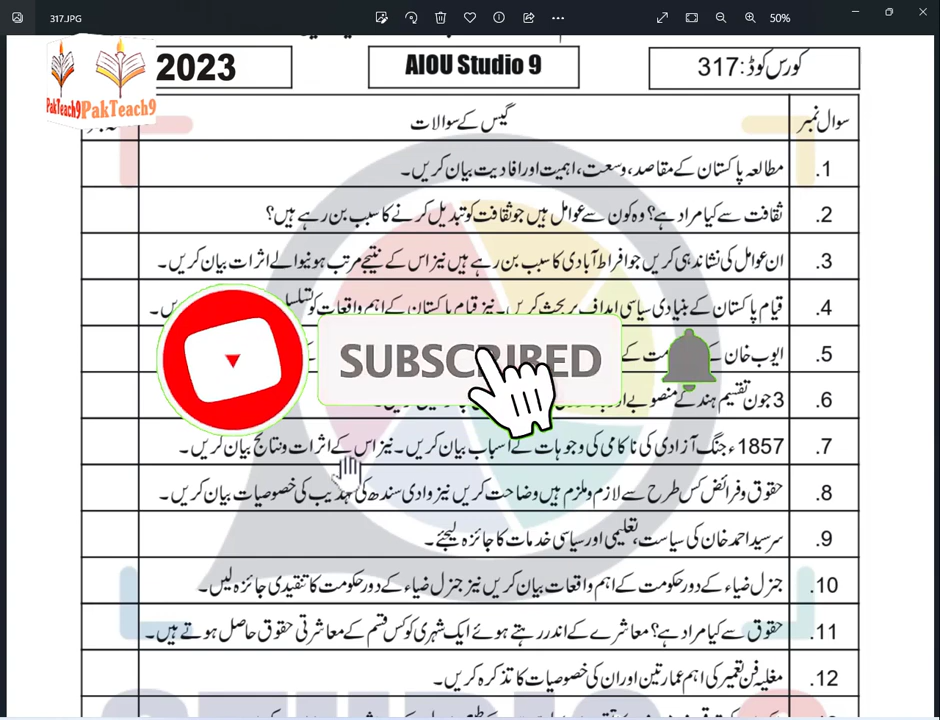 317.JPG
50%
2023
AIOU Studio 9
کورس کوڈ: 317
PakTeach9
PakTeach9
سوال نمبر
گیس کے سوالات
1. مطالعہ پاکستان کے مقاصد، وسعت، اہمیت اور افادیت بیان کریں۔
2. ثقافت سے کیا مراد ہے؟ وہ کون سے عوامل ہیں جو ثقافت کو تبدیل کرنے کا سبب بن رہے ہیں؟
3. ان عوامل کی نشاندہی کریں جو افراط آبادی کا سبب بن رہے ہیں نیز اس کے نتیجے مرتب ہونیوالے اثرات بیان کریں۔
4. قیام پاکستان کے بنیادی سیاسی اہداف پر بحث کریں۔ نیز قیام پاکستان کے اہم واقعات کو تسلسل
5. ایوب خان کے
SUBSCRIBED
6. 3 جون تقسیم ہند کے منصوبے
7. 1857ء جنگ آزادی کی ناکامی کی وجوہات کے اسباب بیان کریں۔ نیز اس کے اثرات ونتائج بیان کریں۔
8. حقوق وفرائض کس طرح سے لازم وملزم ہیں وضاحت کریں نیز وادی سندھ کی تہذیب کی خصوصیات بیان کریں۔
9. سرسید احمد خان کی سیاست، تعلیمی اور سیاسی خدمات کا جائزہ لیجئے۔
10. جنرل ضیاء کے دور حکومت کے اہم واقعات بیان کریں نیز جنرل ضیاء کے دور حکومت کا تنقیدی جائزہ لیں۔
11. حقوق سے کیا مراد ہے؟ معاشرے کے اندر رہتے ہوئے ایک شہری کو کس قسم کے معاشرتی حقوق حاصل ہوتے ہیں۔
12. مغلیہ فن تعمیر کی اہم عمارتیں اور ان کی خصوصیات کا تذکرہ کریں۔